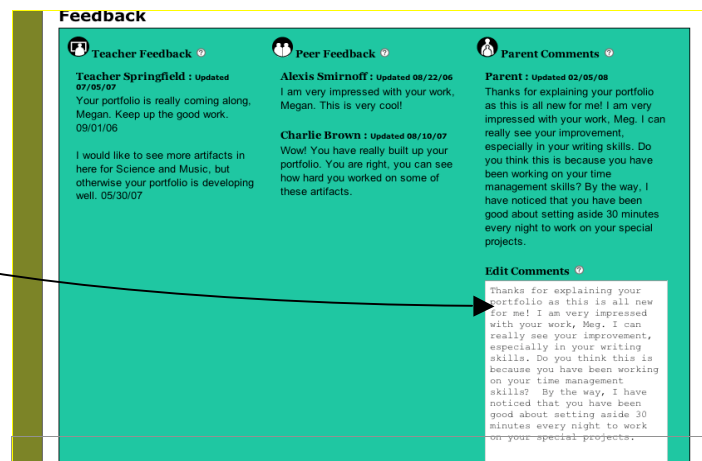 Feedback
Teacher Feedback ?
Teacher Springfield : Updated
07/05/07
Your portfolio is really coming along,
Megan. Keep up the good work.
09/01/06
I would like to see more artifacts in
here for Science and Music, but
otherwise your portfolio is developing
well. 05/30/07
Peer Feedback ?
Alexis Smirnoff : Updated 08/22/06
I am very impressed with your work,
Megan. This is very cool!
Charlie Brown : Updated 08/10/07
Wow! You have really built up your
portfolio. You are right, you can see
how hard you worked on some of
these artifacts.
Parent Comments ?
Parent : Updated 02/05/08
Thanks for explaining your portfolio
as this is all new for me! I am very
impressed with your work, Meg. I can
really see your improvement,
especially in your writing skills. Do
you think this is because you have
been working on your time
management skills? By the way, I
have noticed that you have been
good about setting aside 30 minutes
every night to work on your special
projects.
Edit Comments ?
Thanks for explaining your
portfolio as this is all new
for me! I am very impressed
with your work, Meg. I can
really see your improvement,
especially in your writing
skills. Do you think this is
because you have been working
on your time management
skills?  By the way, I have
noticed that you have been
good about setting aside 30
minutes every night to work
on your special projects.